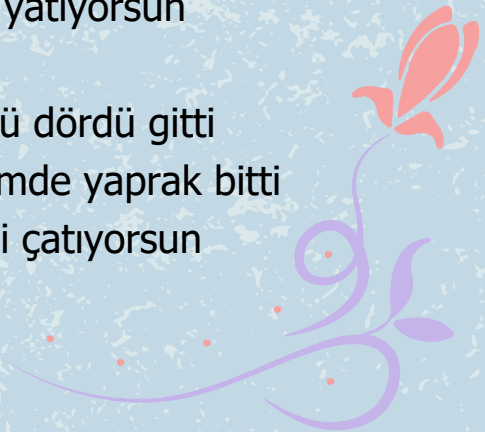 yatıyorsun
ü dördü gitti
mde yaprak bitti
i çatıyorsun